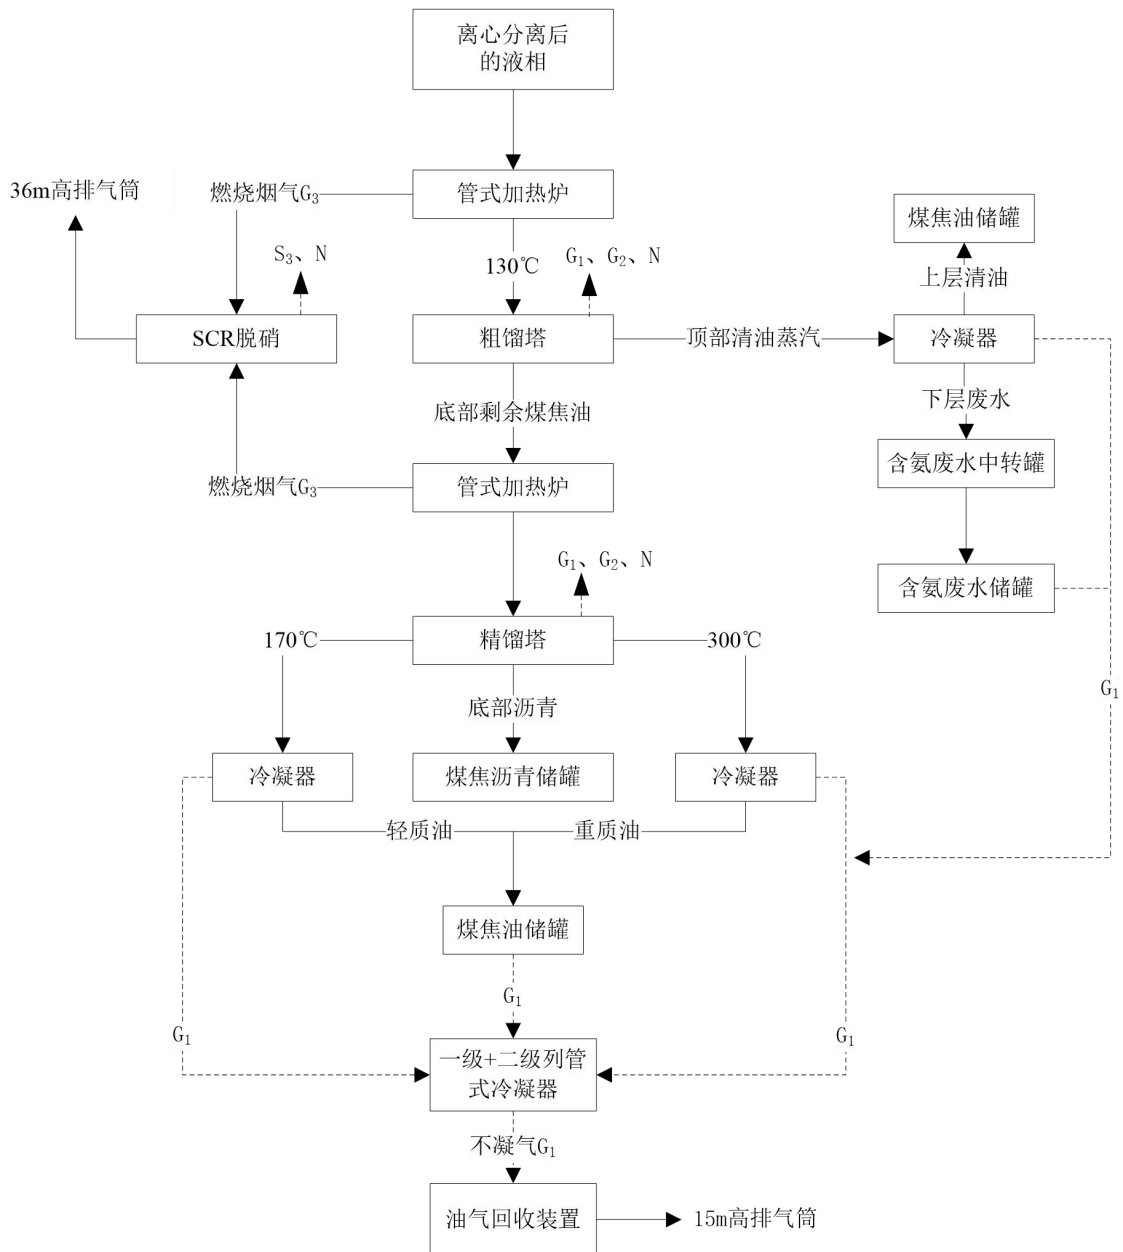 离心分离后
的液相
36m高排气筒
燃烧烟气G₃
管式加热炉
煤焦油储罐
S₃、N
130℃
G₁、G₂、N
上层清油
SCR脱硝
粗馏塔
顶部清油蒸汽
冷凝器
底部剩余煤焦油
下层废水
含氨废水中转罐
燃烧烟气G₃
管式加热炉
G₁、G₂、N
含氨废水储罐
170℃
精馏塔
300℃
G₁
底部沥青
冷凝器
煤焦沥青储罐
冷凝器
轻质油
重质油
煤焦油储罐
G₁
G₁
G₁
一级+二级列管
式冷凝器
不凝气G₁
油气回收装置
15m高排气筒